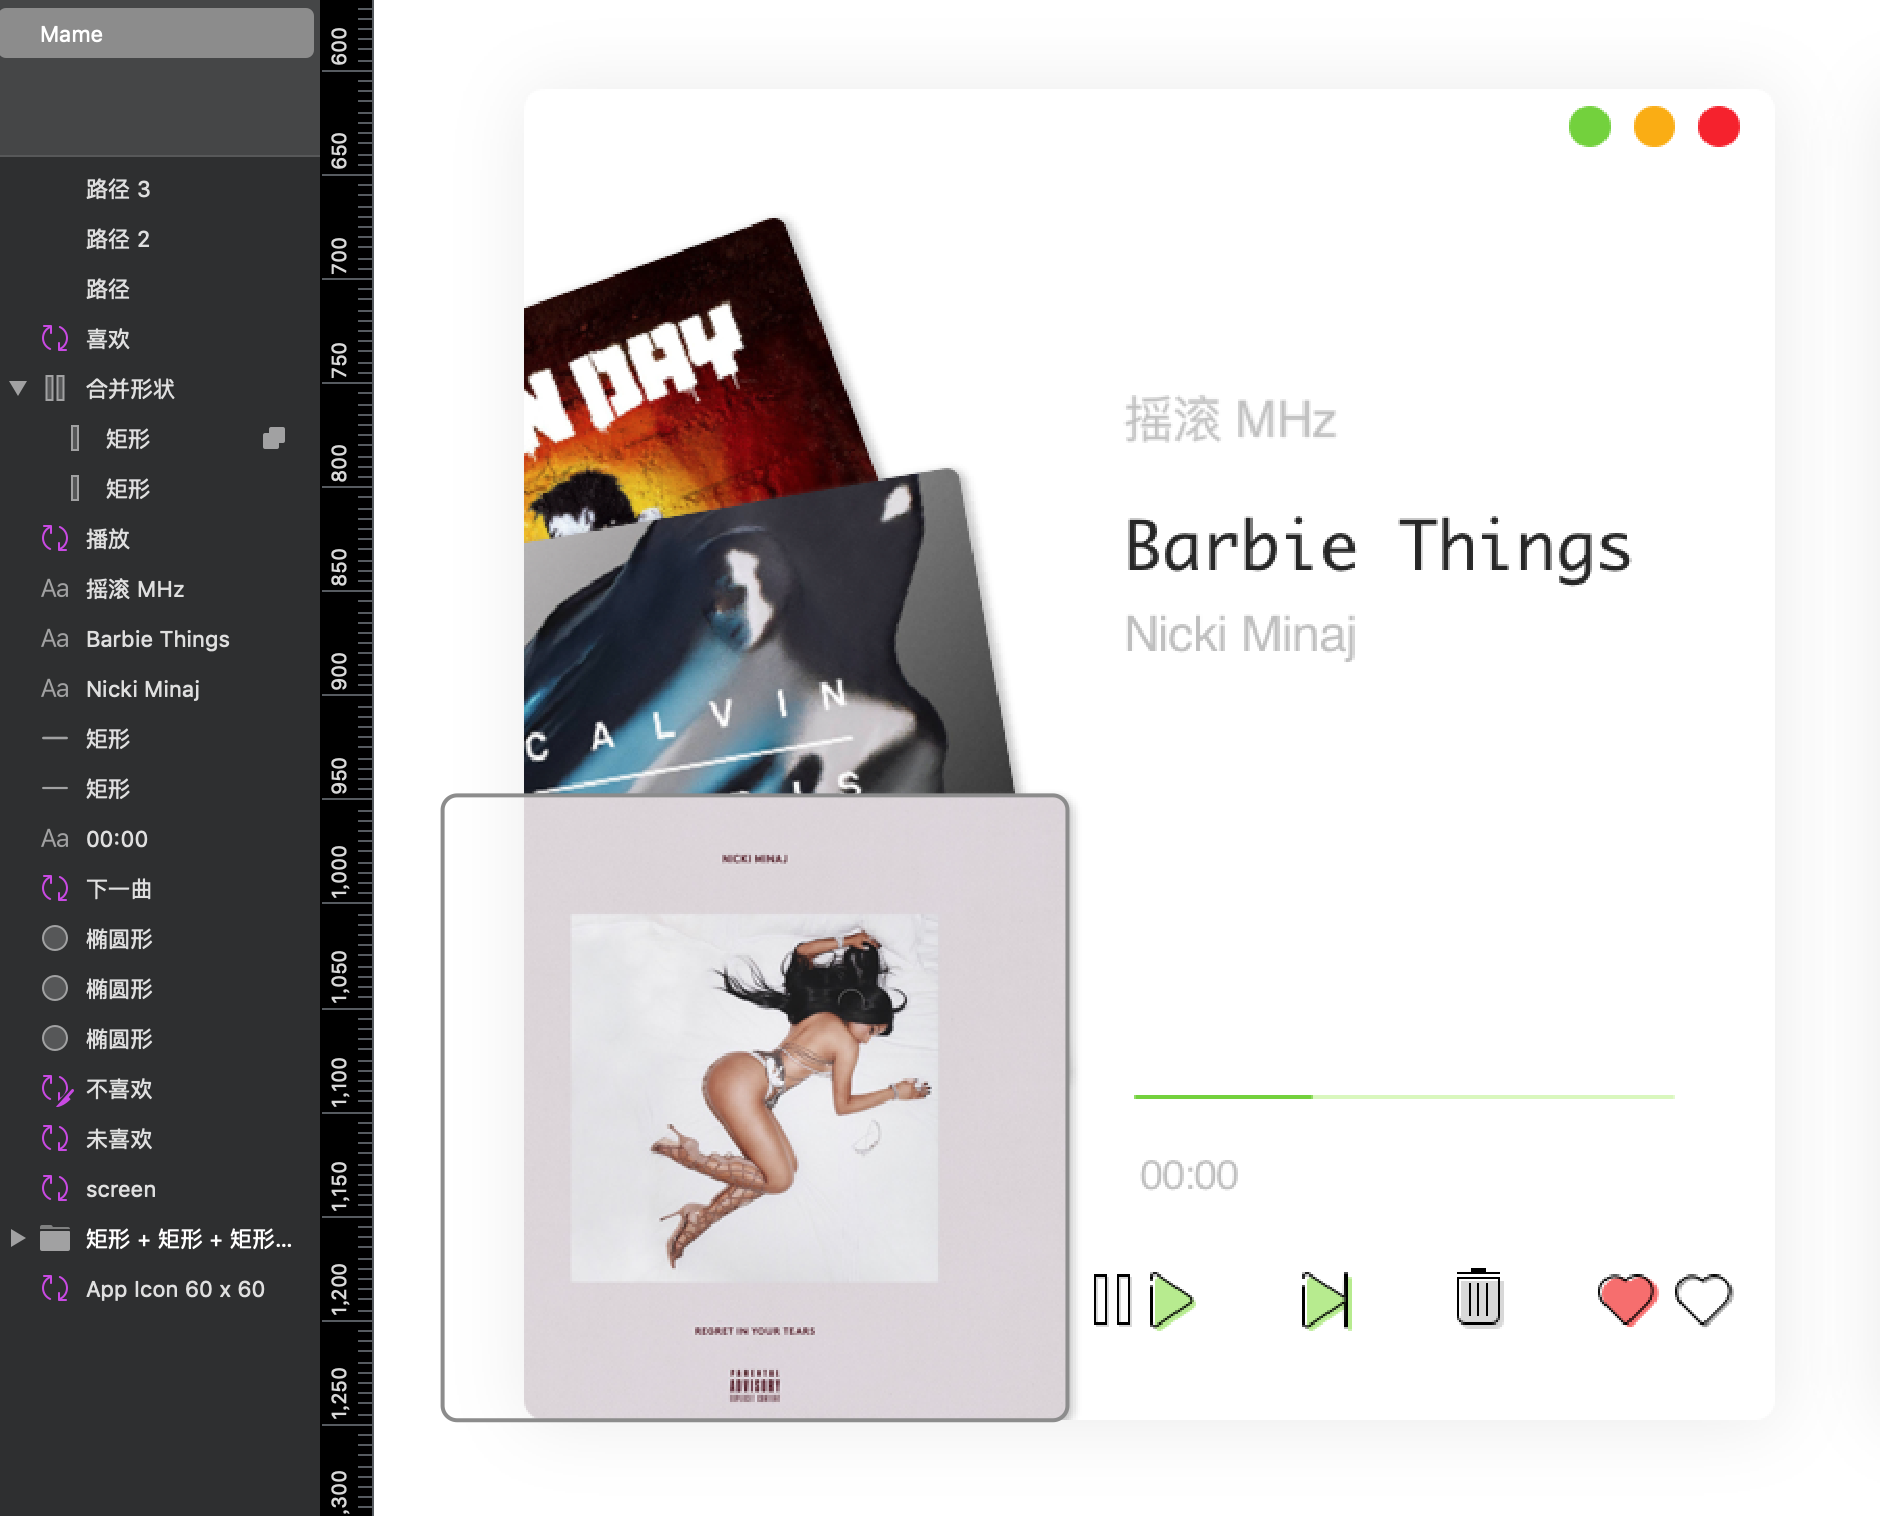 Mame
路径 3
路径 2
路径
喜欢
合并形状
矩形
矩形
播放
Aa 摇滚 MHz
Aa Barbie Things
Aa Nicki Minaj
矩形
矩形
Aa 00:00
下一曲
椭圆形
椭圆形
椭圆形
不喜欢
未喜欢
screen
矩形 + 矩形 + 矩形...
App Icon 60 x 60
600
650
700
750
800
850
900
950
1,000
1,050
1,100
1,150
1,200
1,250
,300
N DAY
CALVIN
IS
NICKI MINAJ
REGRET IN YOUR TEARS
PARENTAL
ADVISORY
EXPLICIT CONTENT
摇滚 MHz
Barbie Things
Nicki Minaj
00:00